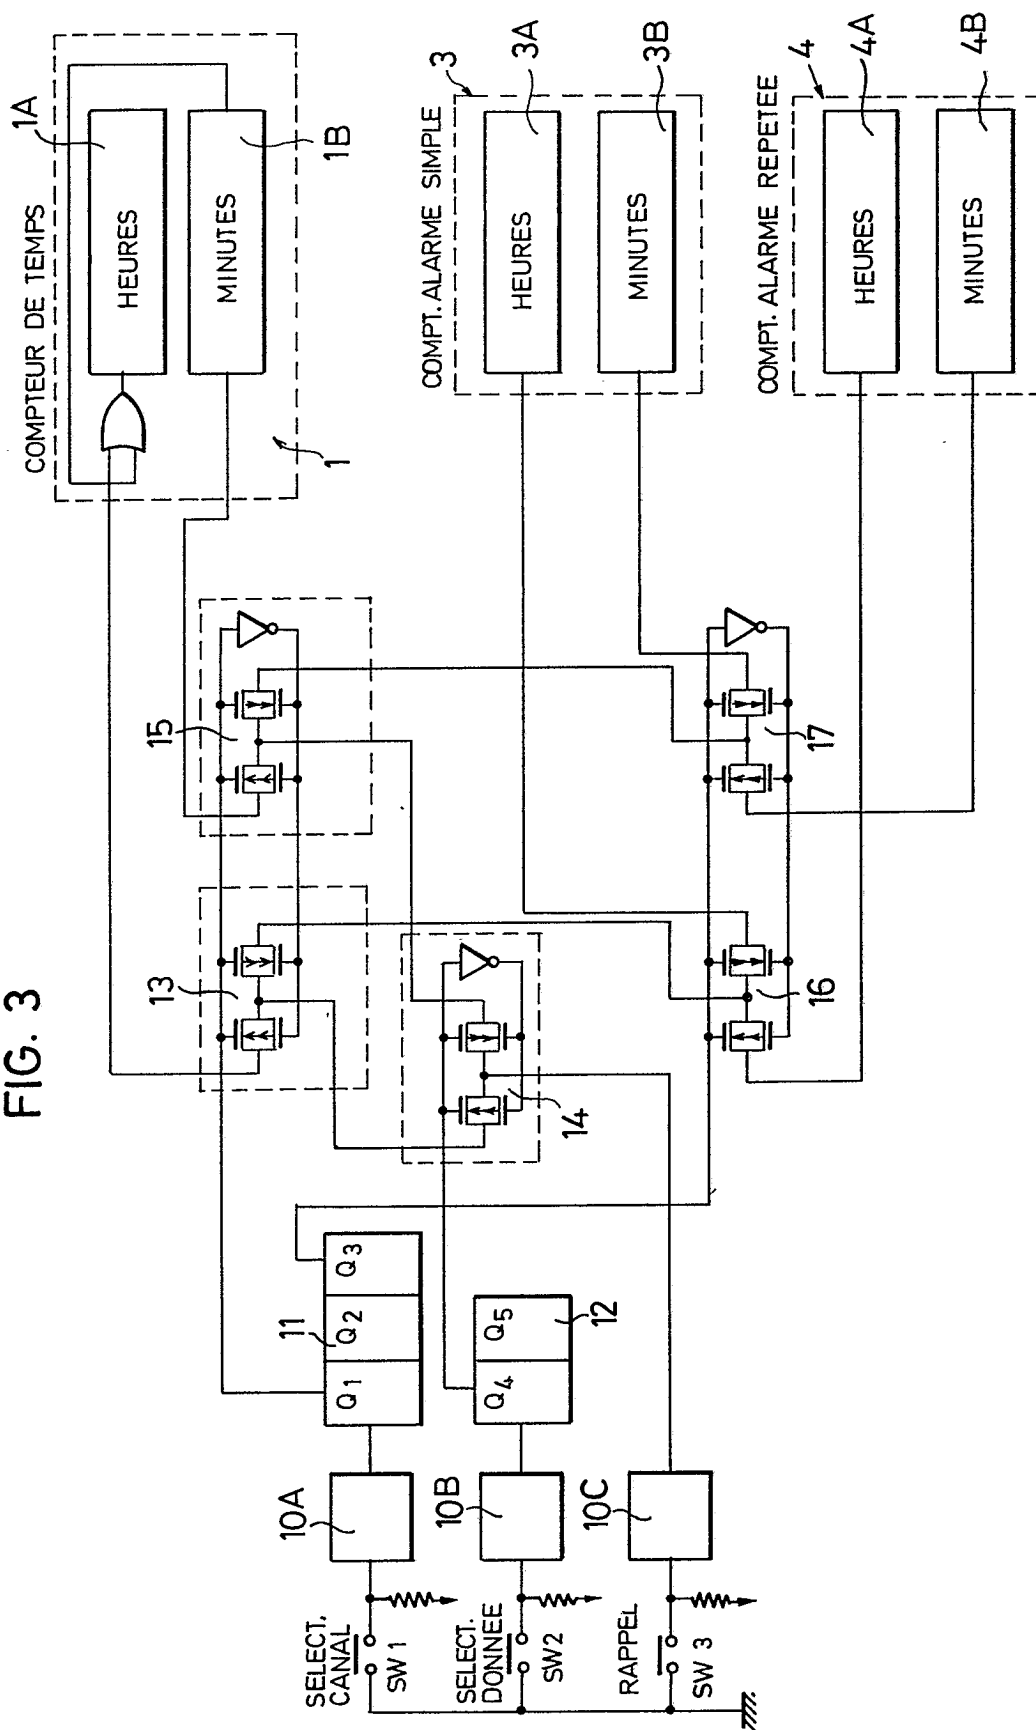 FIG. 3
COMPTEUR DE TEMPS
1A
HEURES
MINUTES
1B
1
COMPT. ALARME SIMPLE
3
HEURES
3A
MINUTES
3B
COMPT. ALARME REPETEE
4
HEURES
4A
MINUTES
4B
13
15
14
16
17
11
Q1
Q2
Q3
12
Q4
Q5
10A
10B
10C
SELECT.
CANAL
SW1
SELECT.
DONNEE
SW2
RAPPEL
SW 3